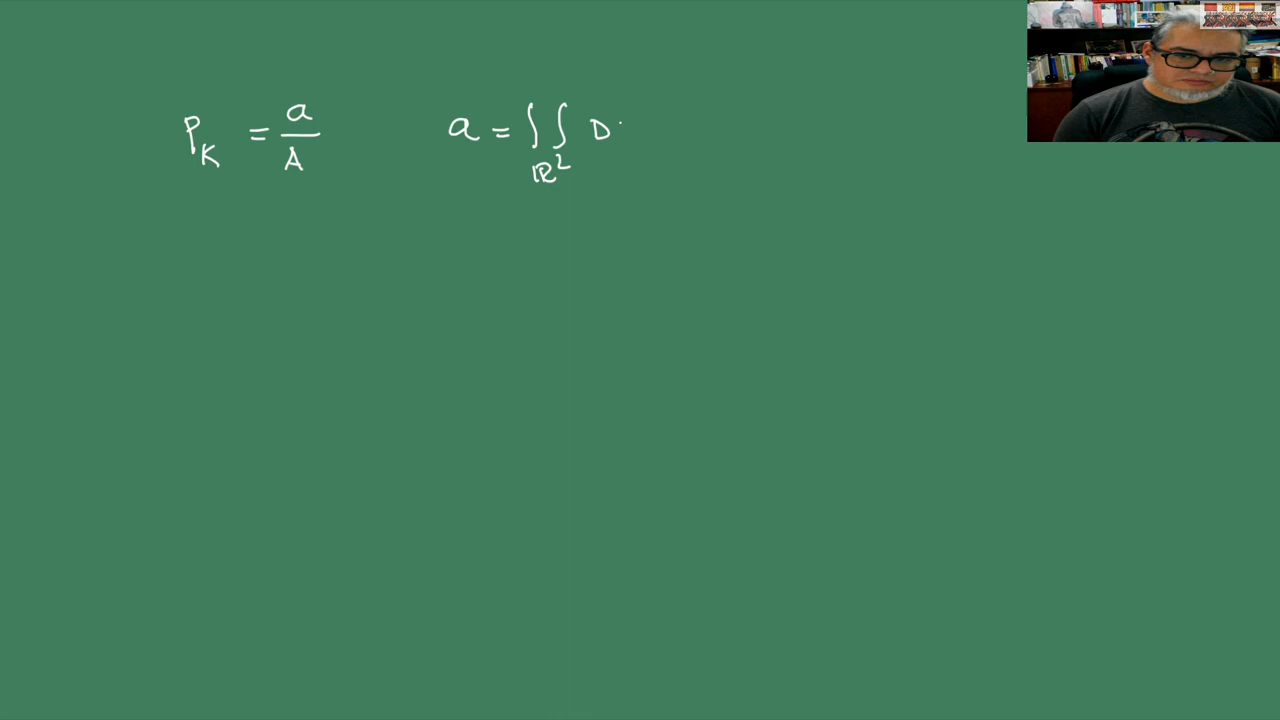 P_K = a/A    a = ∫∫_{ℝ²} D